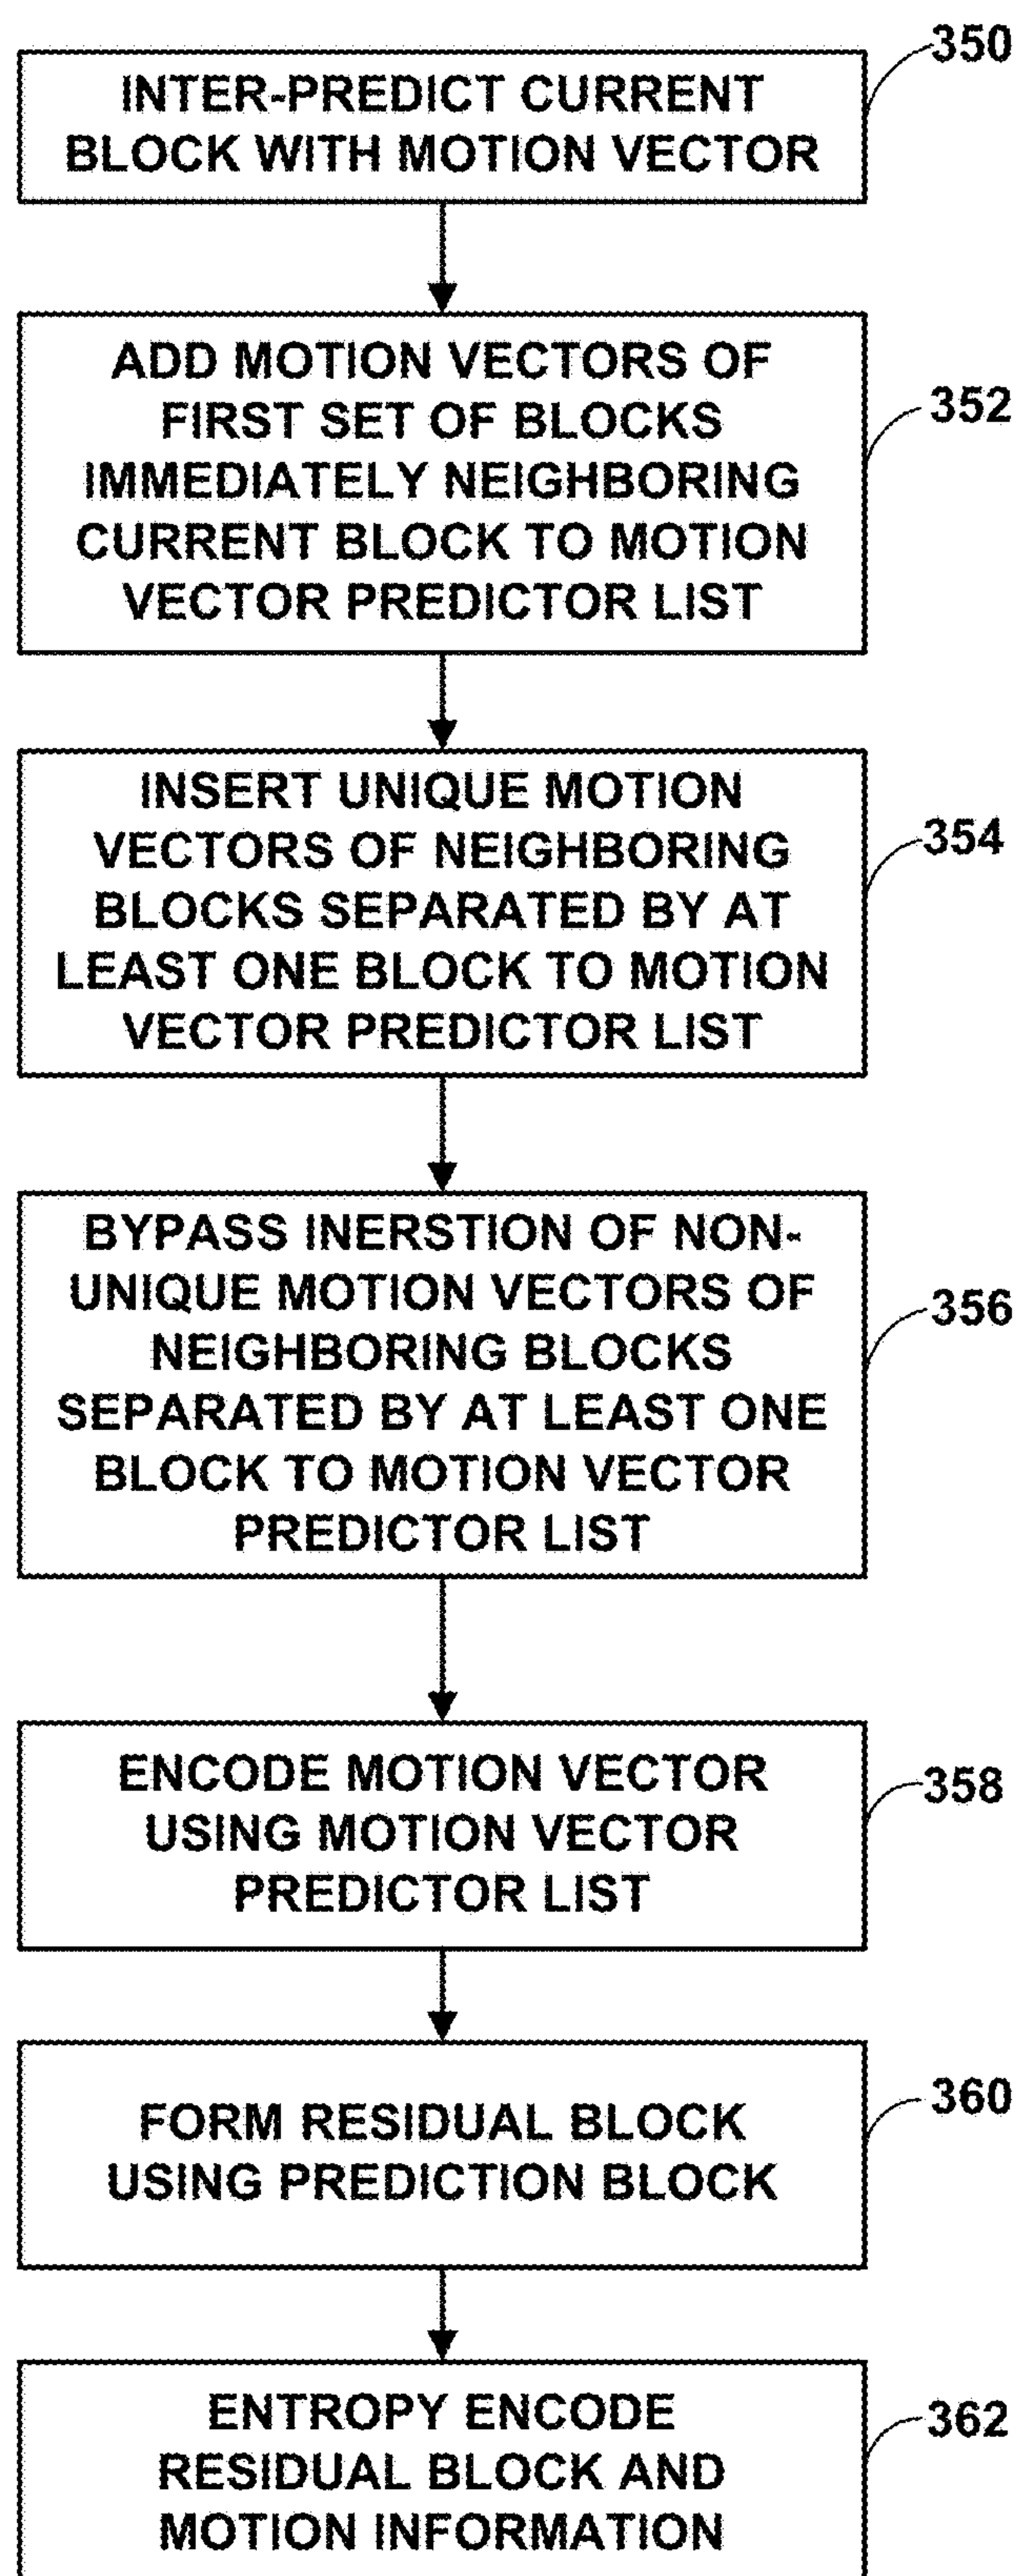 350
INTER-PREDICT CURRENT
BLOCK WITH MOTION VECTOR
352
ADD MOTION VECTORS OF
FIRST SET OF BLOCKS
IMMEDIATELY NEIGHBORING
CURRENT BLOCK TO MOTION
VECTOR PREDICTOR LIST
354
INSERT UNIQUE MOTION
VECTORS OF NEIGHBORING
BLOCKS SEPARATED BY AT
LEAST ONE BLOCK TO MOTION
VECTOR PREDICTOR LIST
356
BYPASS INERSTION OF NON-
UNIQUE MOTION VECTORS OF
NEIGHBORING BLOCKS
SEPARATED BY AT LEAST ONE
BLOCK TO MOTION VECTOR
PREDICTOR LIST
358
ENCODE MOTION VECTOR
USING MOTION VECTOR
PREDICTOR LIST
360
FORM RESIDUAL BLOCK
USING PREDICTION BLOCK
362
ENTROPY ENCODE
RESIDUAL BLOCK AND
MOTION INFORMATION